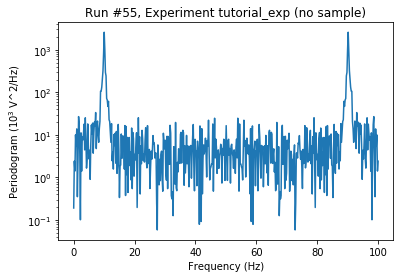 Run #55, Experiment tutorial_exp (no sample)
Periodogram (10³ V^2/Hz)
10³
10²
10¹
10⁰
10⁻¹
0 20 40 60 80 100
Frequency (Hz)